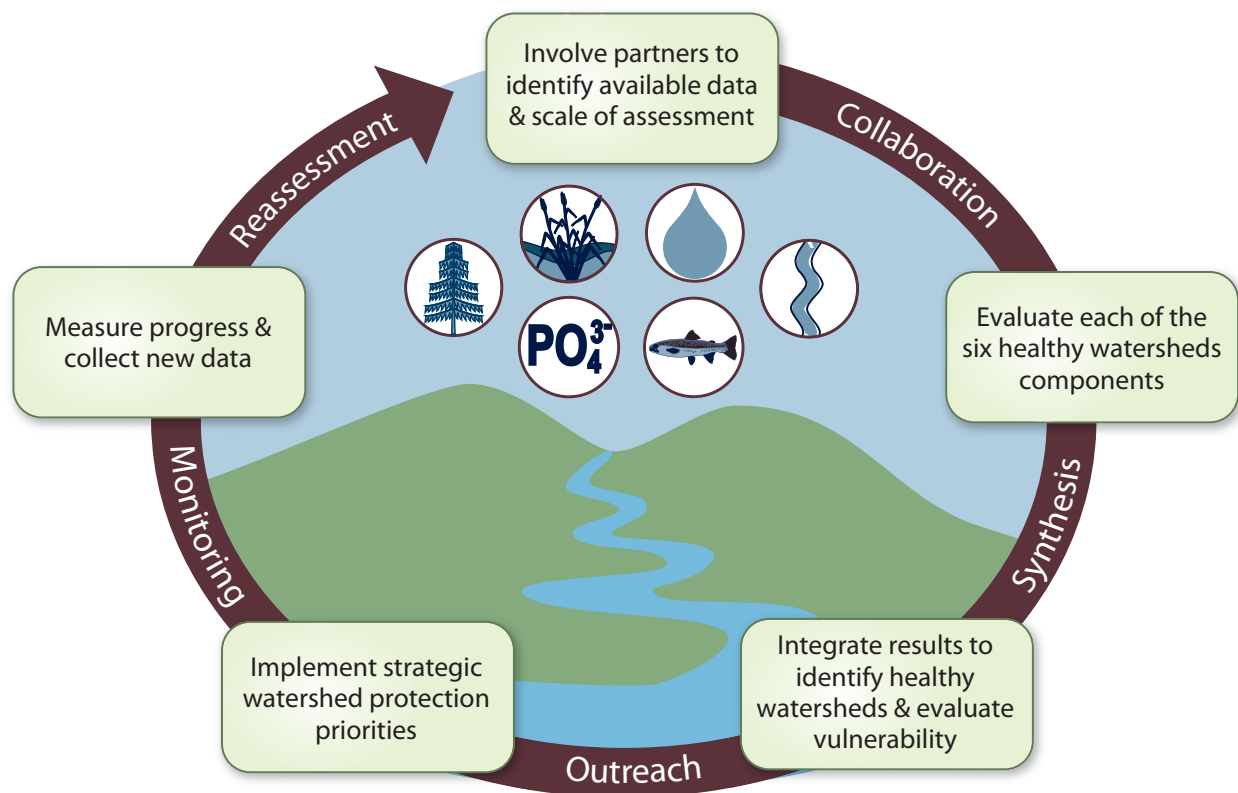 Involve partners to
identify available data
& scale of assessment
Collaboration
Evaluate each of the
six healthy watersheds
components
Synthesis
Integrate results to
identify healthy
watersheds & evaluate
vulnerability
Outreach
Implement strategic
watershed protection
priorities
Monitoring
Measure progress &
collect new data
Reassessment
PO₄³⁻